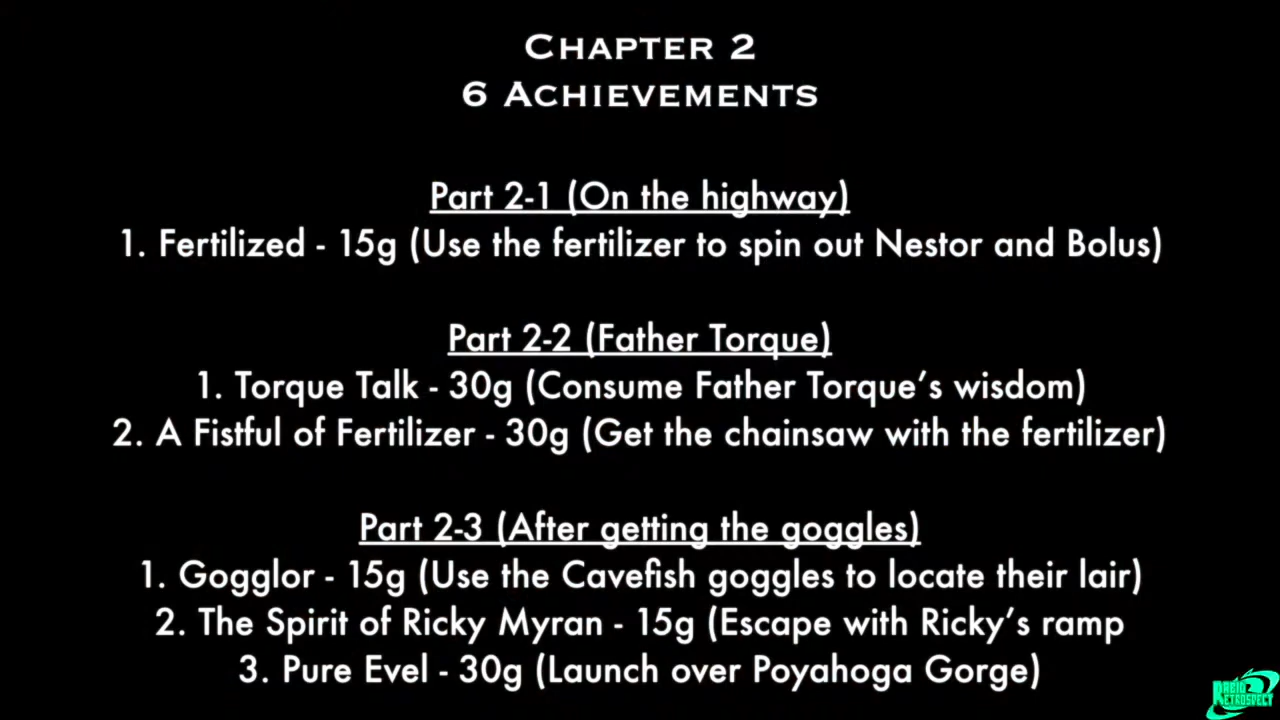 CHAPTER 2
6 ACHIEVEMENTS
Part 2-1 (On the highway)
1. Fertilized - 15g (Use the fertilizer to spin out Nestor and Bolus)
Part 2-2 (Father Torque)
1. Torque Talk - 30g (Consume Father Torque’s wisdom)
2. A Fistful of Fertilizer - 30g (Get the chainsaw with the fertilizer)
Part 2-3 (After getting the goggles)
1. Gogglor - 15g (Use the Cavefish goggles to locate their lair)
2. The Spirit of Ricky Myran - 15g (Escape with Ricky’s ramp
3. Pure Evel - 30g (Launch over Poyahoga Gorge)
RABID
RETROSPECT